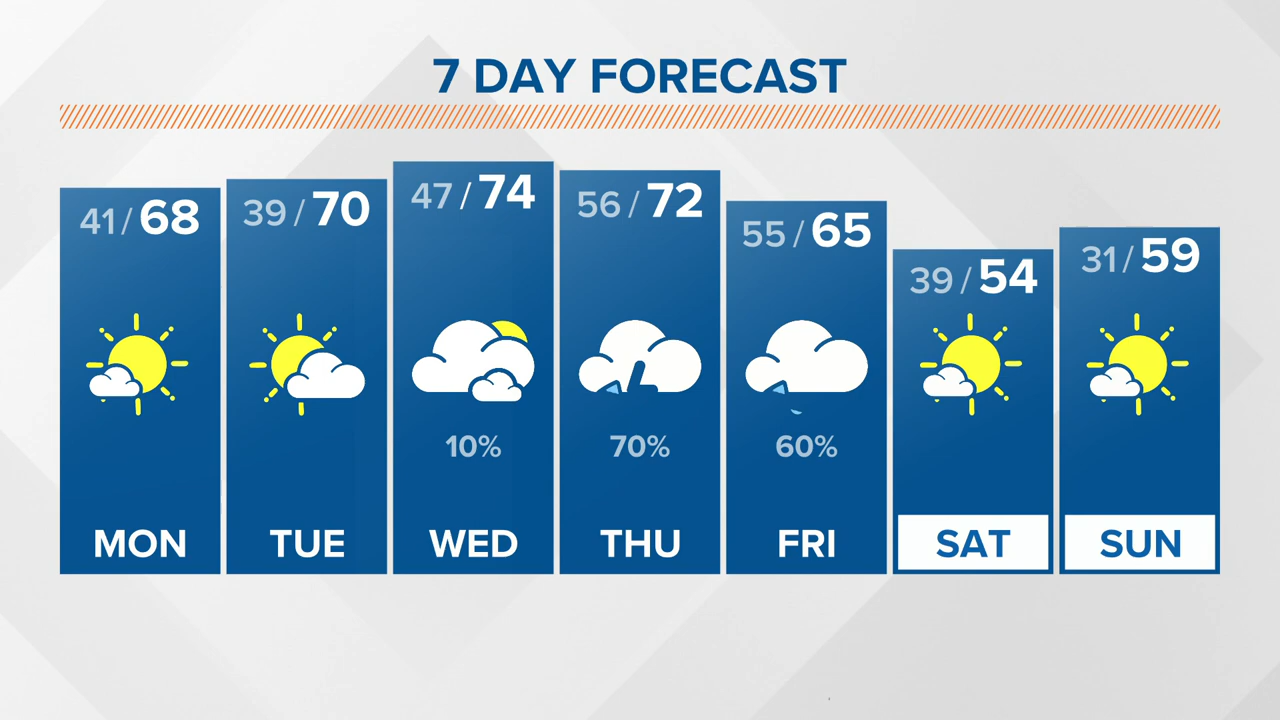 7 DAY FORECAST
41 / 68
39 / 70
47 / 74
56 / 72
55 / 65
39 / 54
31 / 59
10%
70%
60%
MON
TUE
WED
THU
FRI
SAT
SUN